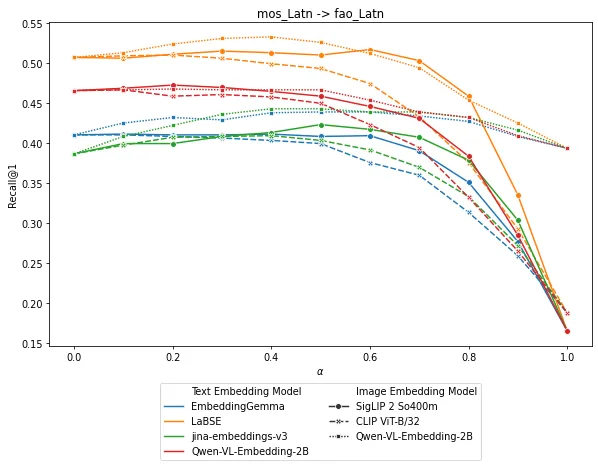 mos_Latn -> fao_Latn
0.55
0.50
0.45
0.40
0.35
0.30
0.25
0.20
0.15
Recall@1
0.0 0.2 0.4 0.6 0.8 1.0
α
Text Embedding Model Image Embedding Model
EmbeddingGemma SigLIP 2 So400m
LaBSE CLIP ViT-B/32
jina-embeddings-v3 Qwen-VL-Embedding-2B
Qwen-VL-Embedding-2B